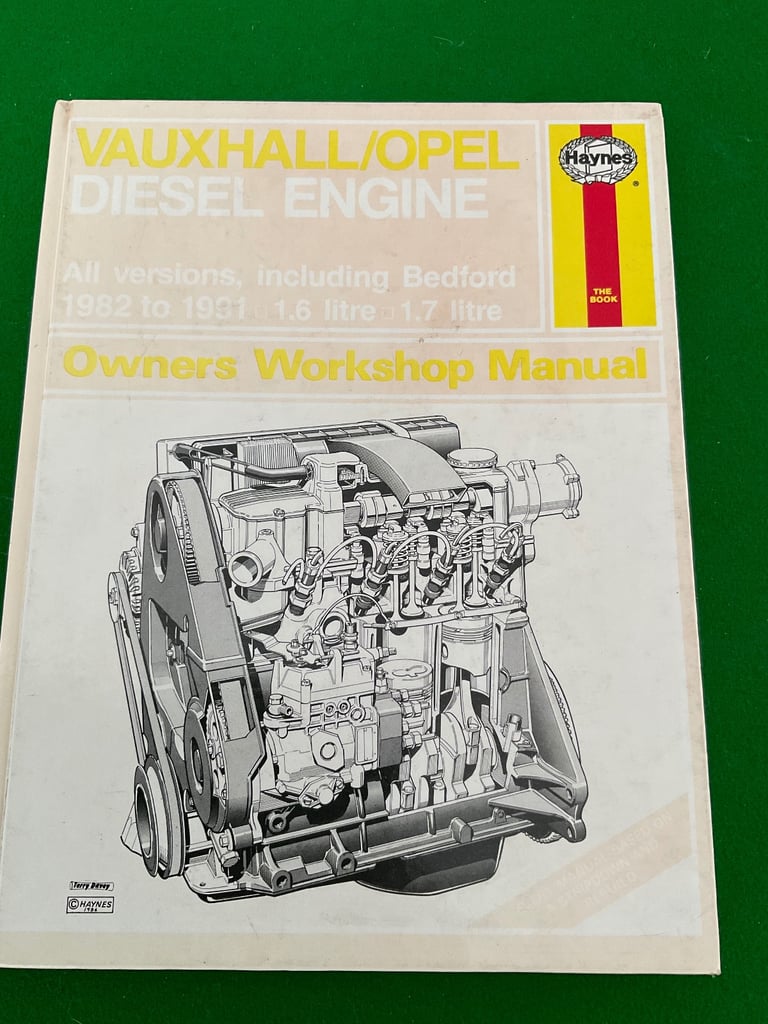 VAUXHALL/OPEL
DIESEL ENGINE
All versions, including Bedford
1982 to 1991 □ 1.6 litre □ 1.7 litre
Haynes
®
THE
BOOK
Owners Workshop Manual
Terry Davey
© HAYNES
1986